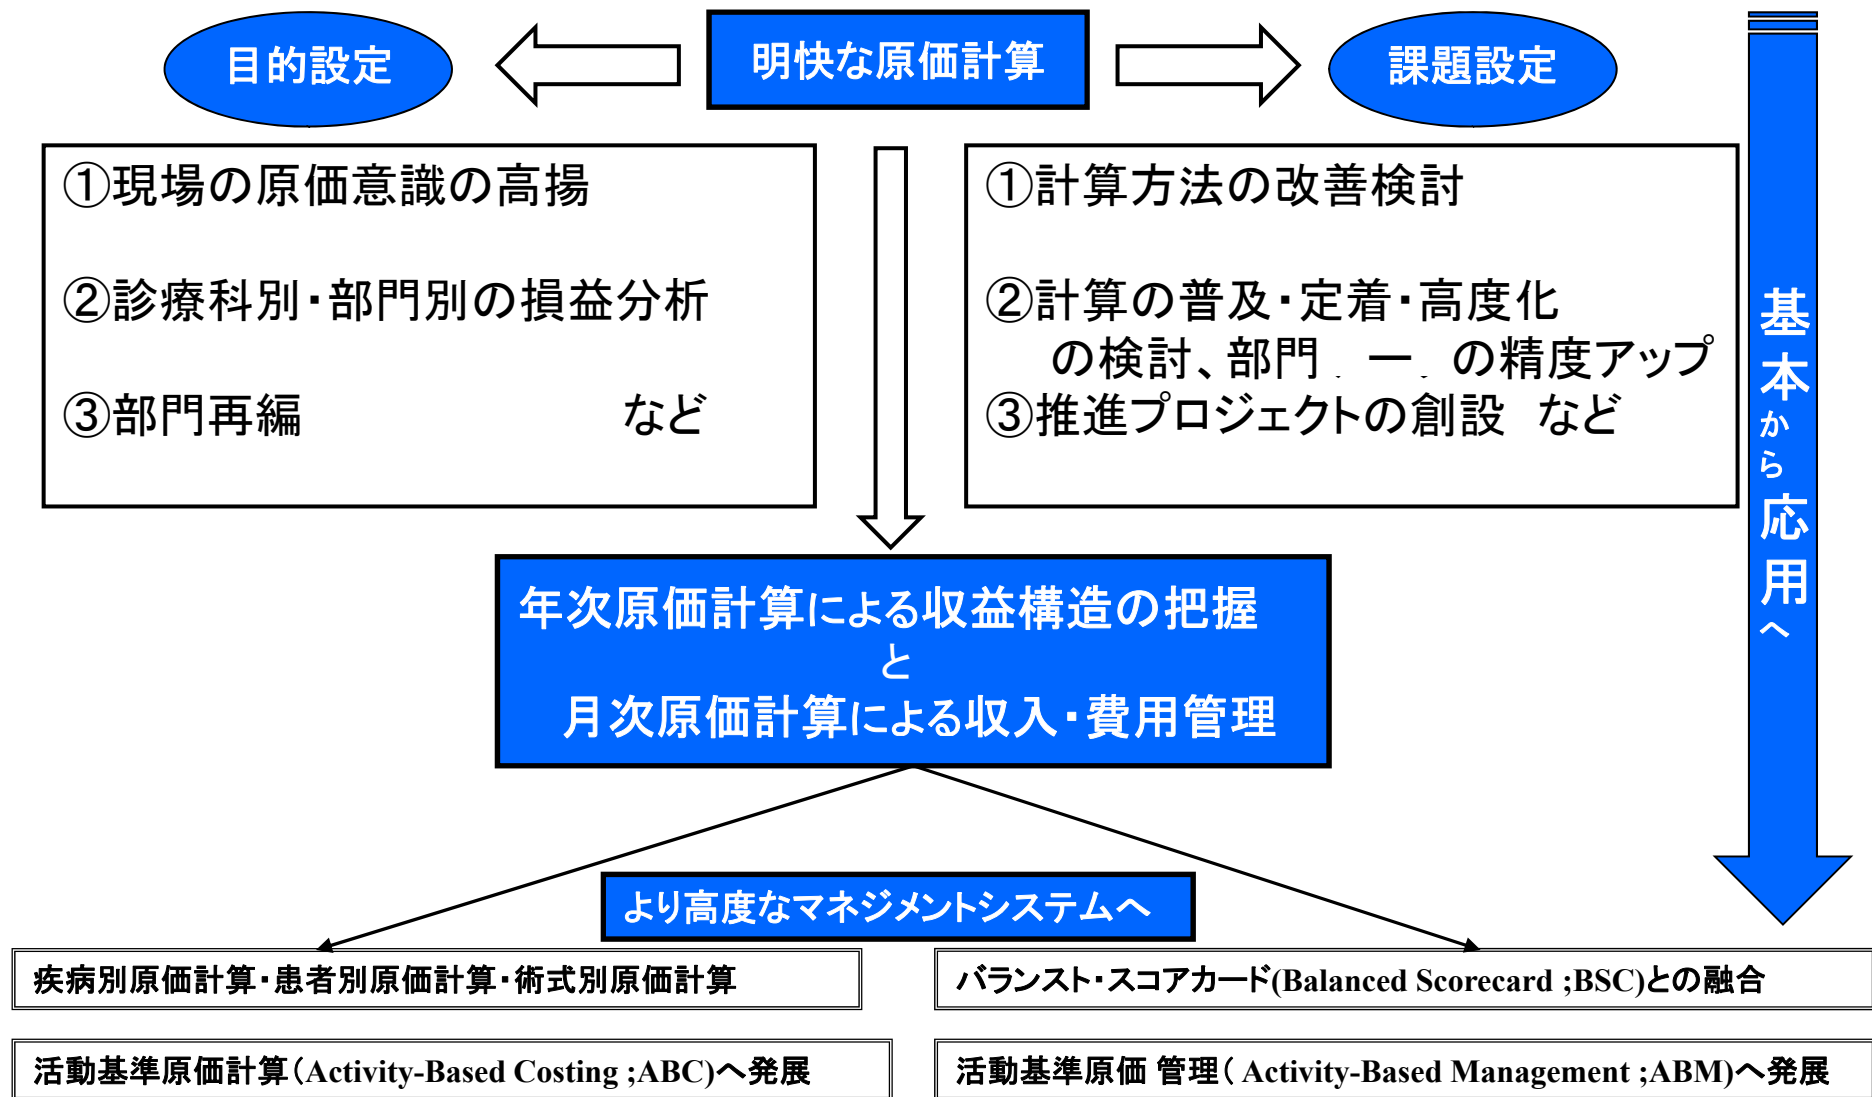 目的設定
明快な原価計算
課題設定
①現場の原価意識の高揚
②診療科別・部門別の損益分析
③部門再編 など
①計算方法の改善検討
②計算の普及・定着・高度化
の検討、部門 の精度アップ
③推進プロジェクトの創設 など
基本から応用へ
年次原価計算による収益構造の把握
と
月次原価計算による収入・費用管理
より高度なマネジメントシステムへ
疾病別原価計算・患者別原価計算・術式別原価計算
バランスト・スコアカード(Balanced Scorecard ;BSC)との融合
活動基準原価計算(Activity-Based Costing ;ABC)へ発展
活動基準原価 管理( Activity-Based Management ;ABM)へ発展